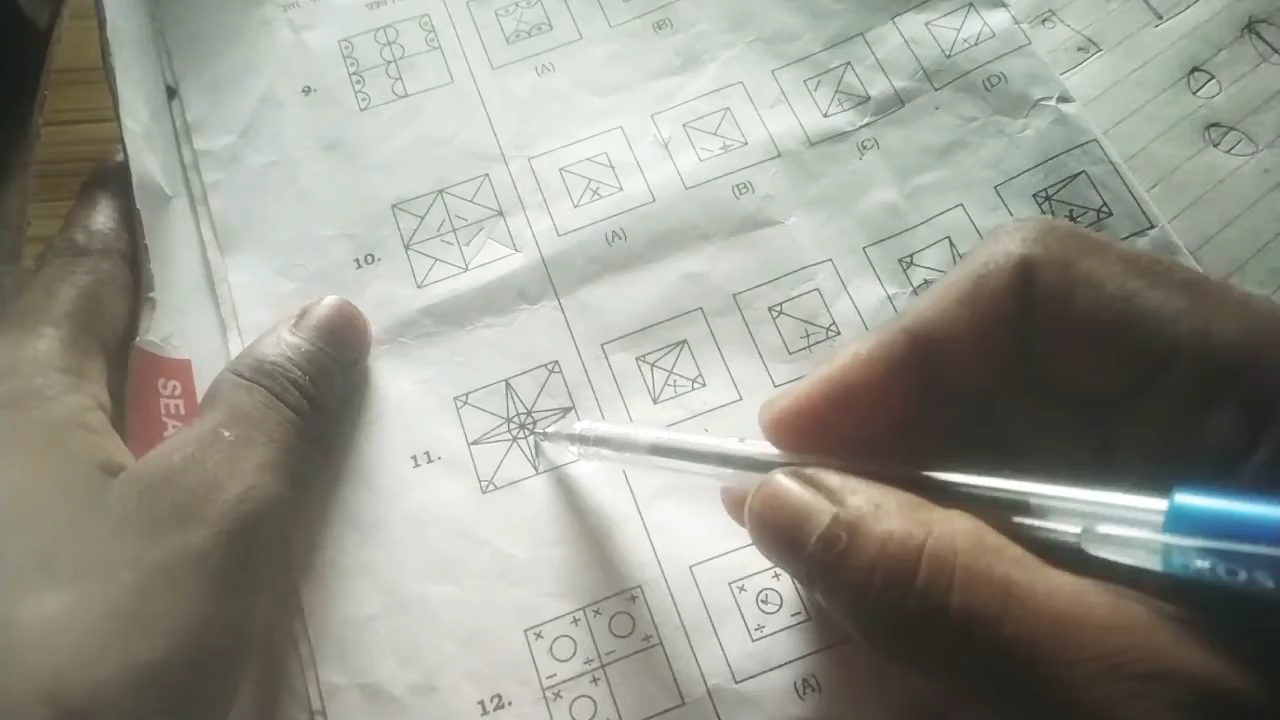 (A)
(B)
9.
(A)
(B)
(C)
(D)
10.
11.
12.
×
+
÷
−
×
+
−
+
×
+
×
+
÷
−
(A)
SEA